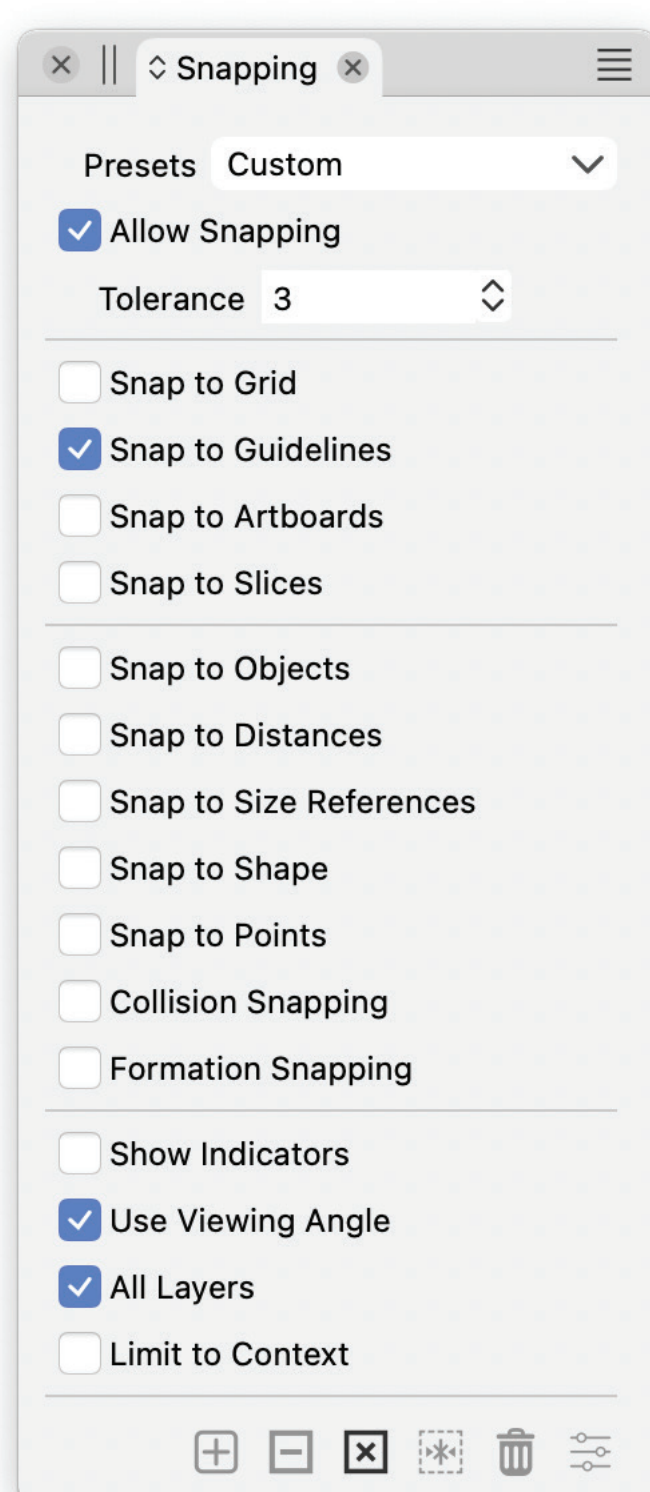 Snapping
Presets Custom
Allow Snapping
Tolerance 3
Snap to Grid
Snap to Guidelines
Snap to Artboards
Snap to Slices
Snap to Objects
Snap to Distances
Snap to Size References
Snap to Shape
Snap to Points
Collision Snapping
Formation Snapping
Show Indicators
Use Viewing Angle
All Layers
Limit to Context